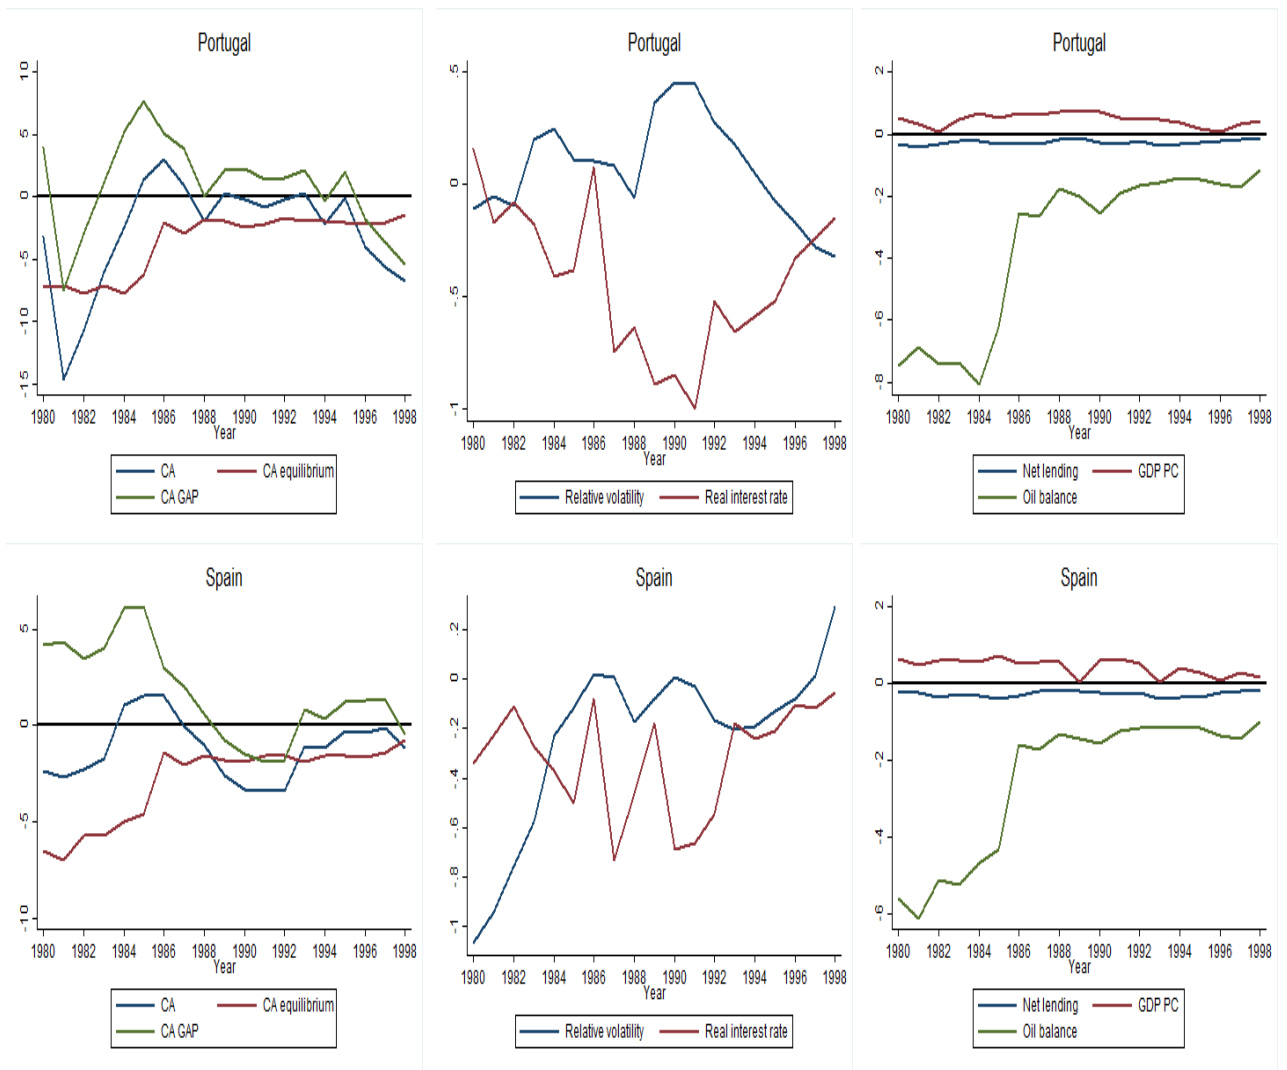 Portugal
10
5
0
-5
-10
-15
1980 1982 1984 1986 1988 1990 1992 1994 1996 1998
Year
CA CA equilibrium
CA GAP
Portugal
.5
0
-.5
-1
1980 1982 1984 1986 1988 1990 1992 1994 1996 1998
Year
Relative volatility Real interest rate
Portugal
2
0
-2
-4
-6
-8
1980 1982 1984 1986 1988 1990 1992 1994 1996 1998
Year
Net lending GDP PC
Oil balance
Spain
5
0
-5
-10
1980 1982 1984 1986 1988 1990 1992 1994 1996 1998
Year
CA CA equilibrium
CA GAP
Spain
.2
0
-.2
-.4
-.6
-.8
-1
1980 1982 1984 1986 1988 1990 1992 1994 1996 1998
Year
Relative volatility Real interest rate
Spain
2
0
-2
-4
-6
1980 1982 1984 1986 1988 1990 1992 1994 1996 1998
Year
Net lending GDP PC
Oil balance